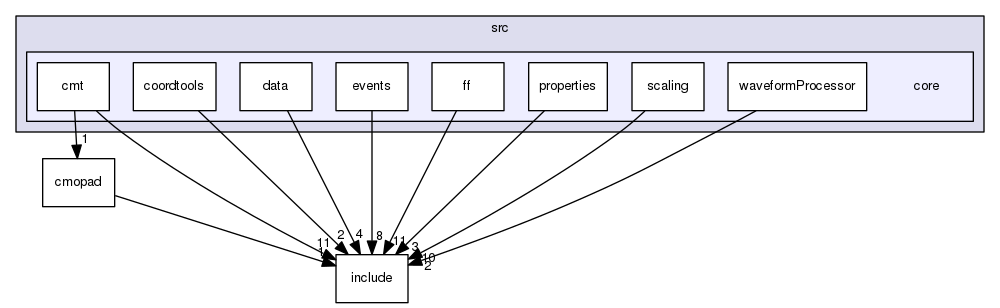 src
cmt
coordtools
data
events
ff
properties
scaling
waveformProcessor
core
1
cmopad
11
2
4
8
11
3
10
2
include